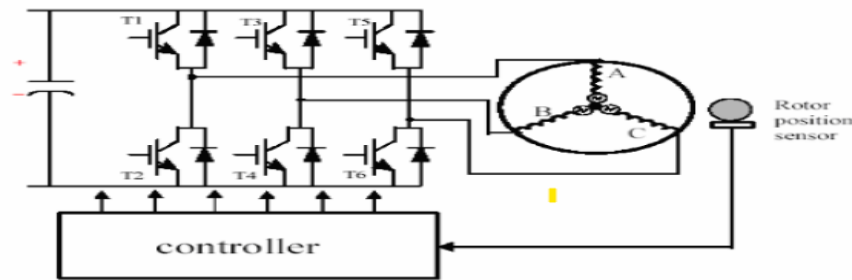 T1
T3
T5
+
-
A
B
C
Rotor
position
sensor
T2
T4
T6
controller